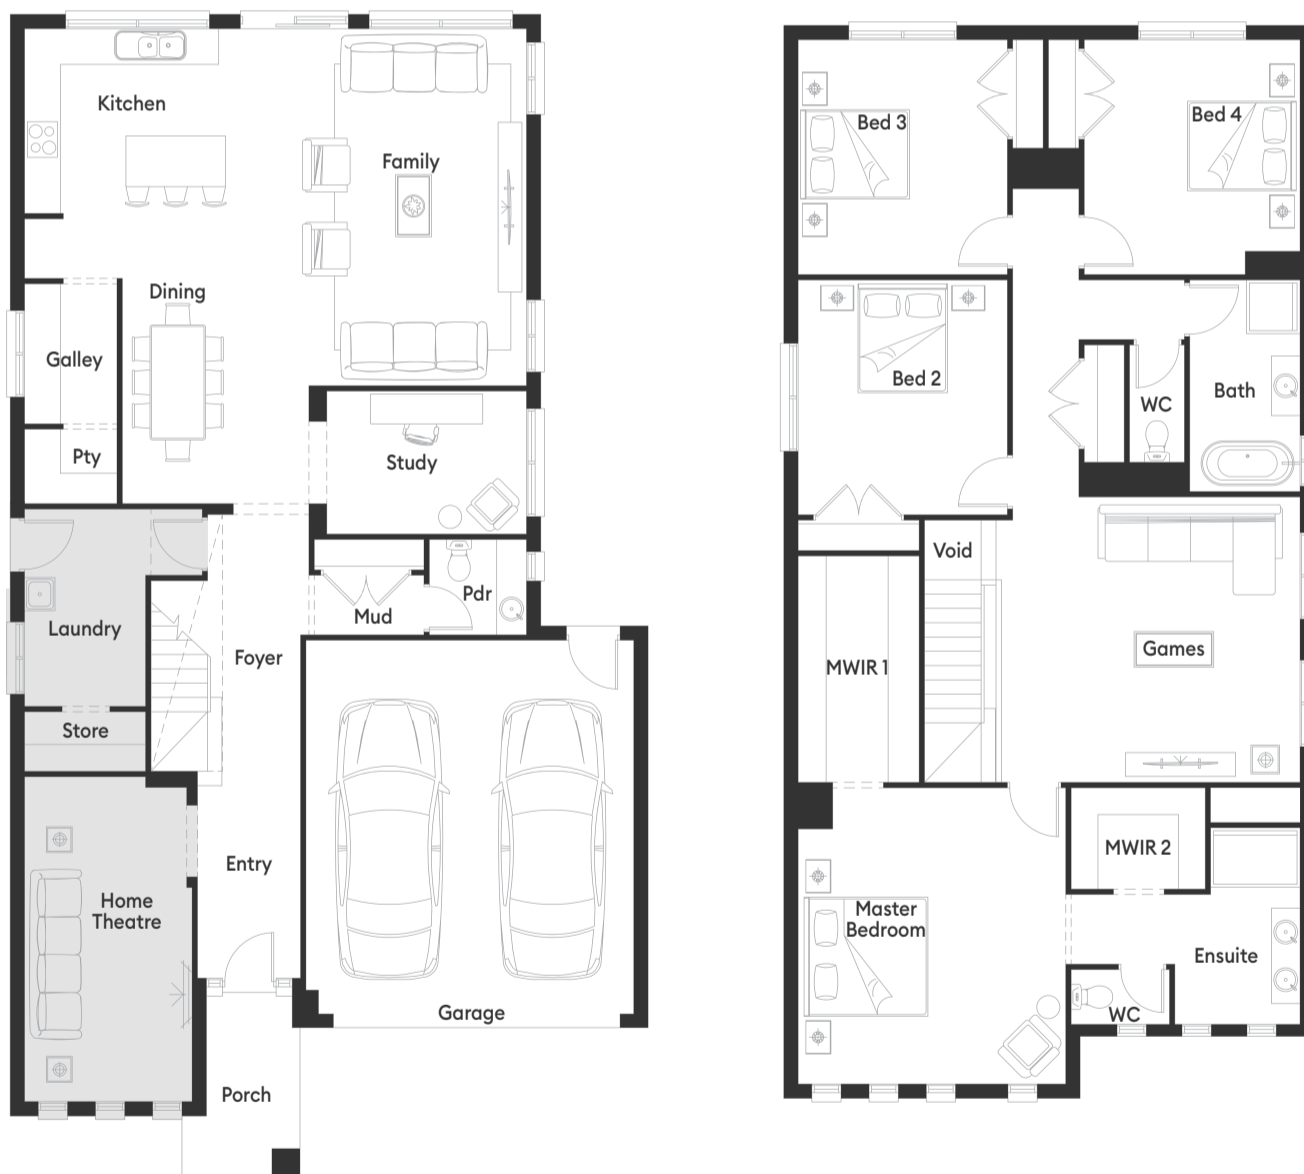 Kitchen
Family
Dining
Galley
Pty
Study
Laundry
Mud
Pdr
Foyer
Store
Entry
Home
Theatre
Garage
Porch
Bed 3
Bed 4
Bed 2
WC
Bath
Void
MWIR 1
Games
MWIR 2
Master
Bedroom
Ensuite
WC